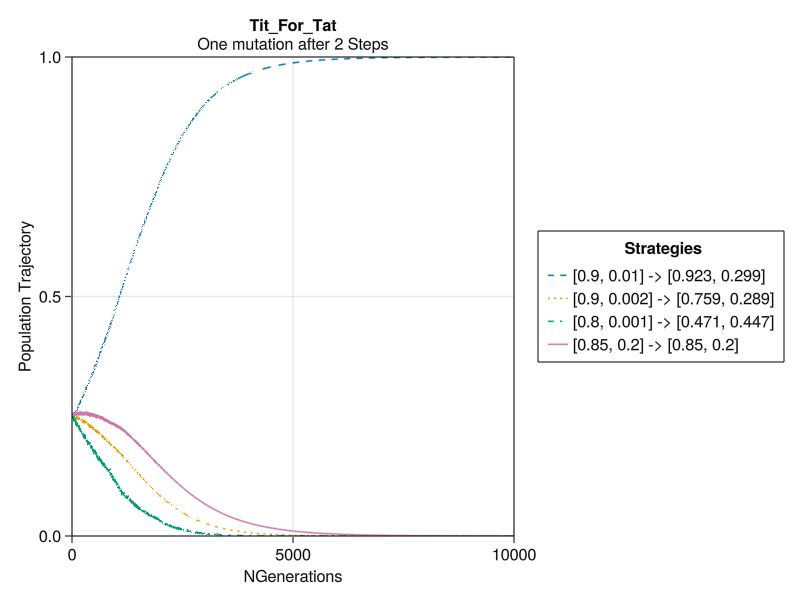 Tit_For_Tat
One mutation after 2 Steps
1.0
0.5
0.0
Population Trajectory
0
5000
10000
NGenerations
Strategies
[0.9, 0.01] -> [0.923, 0.299]
[0.9, 0.002] -> [0.759, 0.289]
[0.8, 0.001] -> [0.471, 0.447]
[0.85, 0.2] -> [0.85, 0.2]